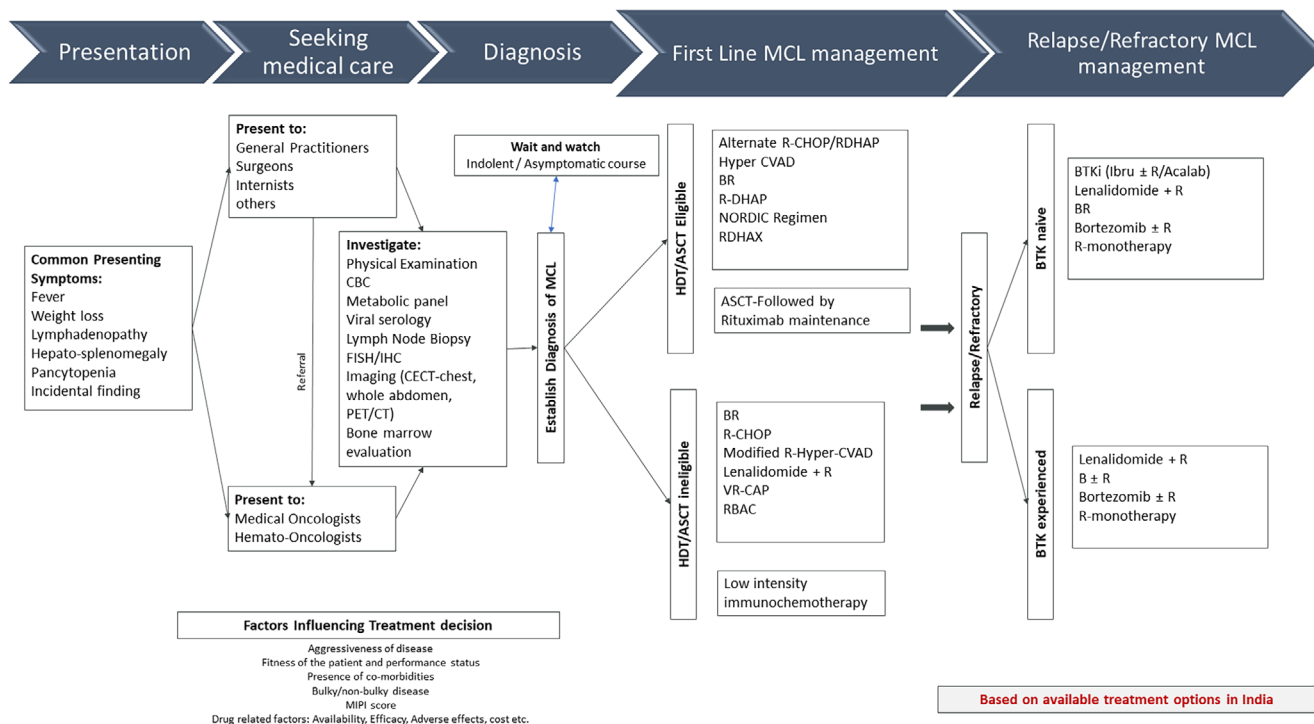 Presentation
Seeking
medical care
Diagnosis
First Line MCL management
Relapse/Refractory MCL
management
Common Presenting
Symptoms:
Fever
Weight loss
Lymphadenopathy
Hepato-splenomegaly
Pancytopenia
Incidental finding
Present to:
General Practitioners
Surgeons
Internists
others
Referral
Present to:
Medical Oncologists
Hemato-Oncologists
Investigate:
Physical Examination
CBC
Metabolic panel
Viral serology
Lymph Node Biopsy
FISH/IHC
Imaging (CECT-chest,
whole abdomen,
PET/CT)
Bone marrow
evaluation
Wait and watch
Indolent / Asymptomatic course
Establish Diagnosis of MCL
HDT/ASCT Eligible
Alternate R-CHOP/RDHAP
Hyper CVAD
BR
R-DHAP
NORDIC Regimen
RDHAX
ASCT-Followed by
Rituximab maintenance
HDT/ASCT ineligible
BR
R-CHOP
Modified R-Hyper-CVAD
Lenalidomide + R
VR-CAP
RBAC
Low intensity
immunochemotherapy
Relapse/Refractory
BTK naive
BTKi (Ibru ± R/Acalab)
Lenalidomide + R
BR
Bortezomib ± R
R-monotherapy
BTK experienced
Lenalidomide + R
B ± R
Bortezomib ± R
R-monotherapy
Factors Influencing Treatment decision
Aggressiveness of disease
Fitness of the patient and performance status
Presence of co-morbidities
Bulky/non-bulky disease
MIPI score
Drug related factors: Availability, Efficacy, Adverse effects, cost etc.
Based on available treatment options in India